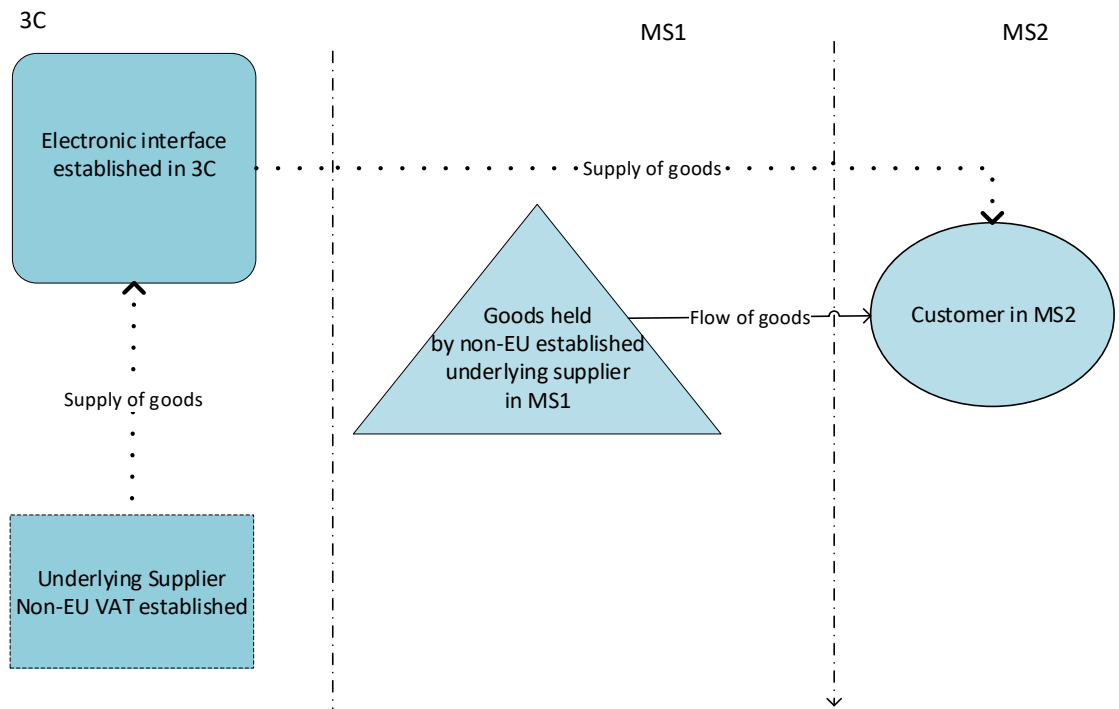 3C
MS1
MS2
Electronic interface
established in 3C
Supply of goods
Goods held
by non-EU established
underlying supplier
in MS1
Flow of goods
Customer in MS2
Supply of goods
Underlying Supplier
Non-EU VAT established